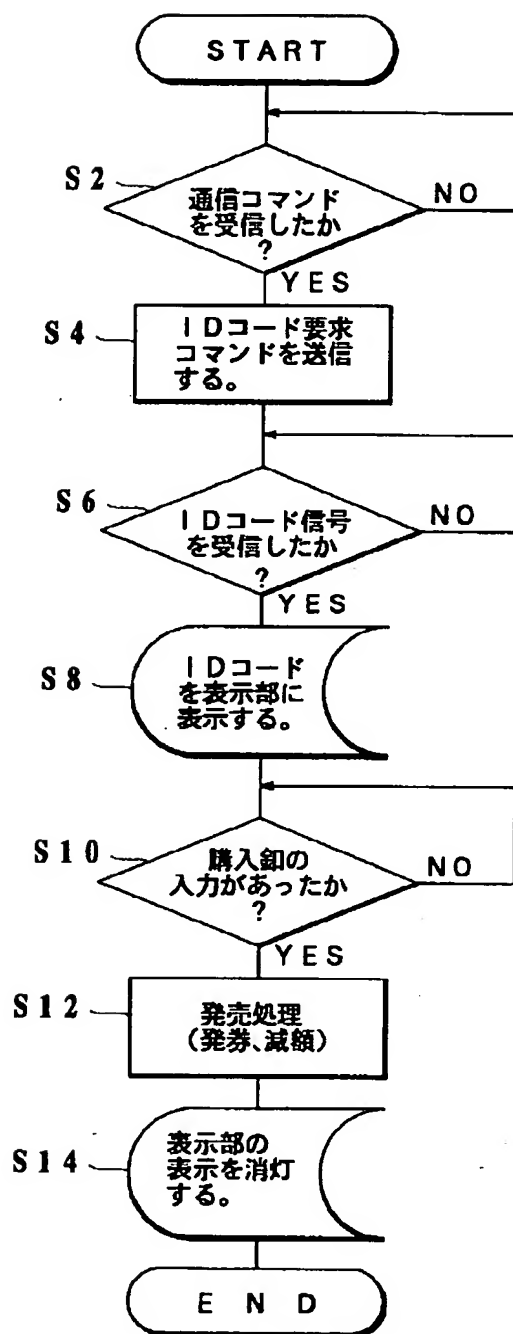 START
S2
通信コマンド
を受信したか
?
NO
YES
S4
IDコード要求
コマンドを送信
する。
S6
IDコード信号
を受信したか
?
NO
YES
S8
IDコード
を表示部に
表示する。
S10
購入釦の
入力があったか
?
NO
YES
S12
発売処理
(発券、減額)
S14
表示部の
表示を消灯
する。
END